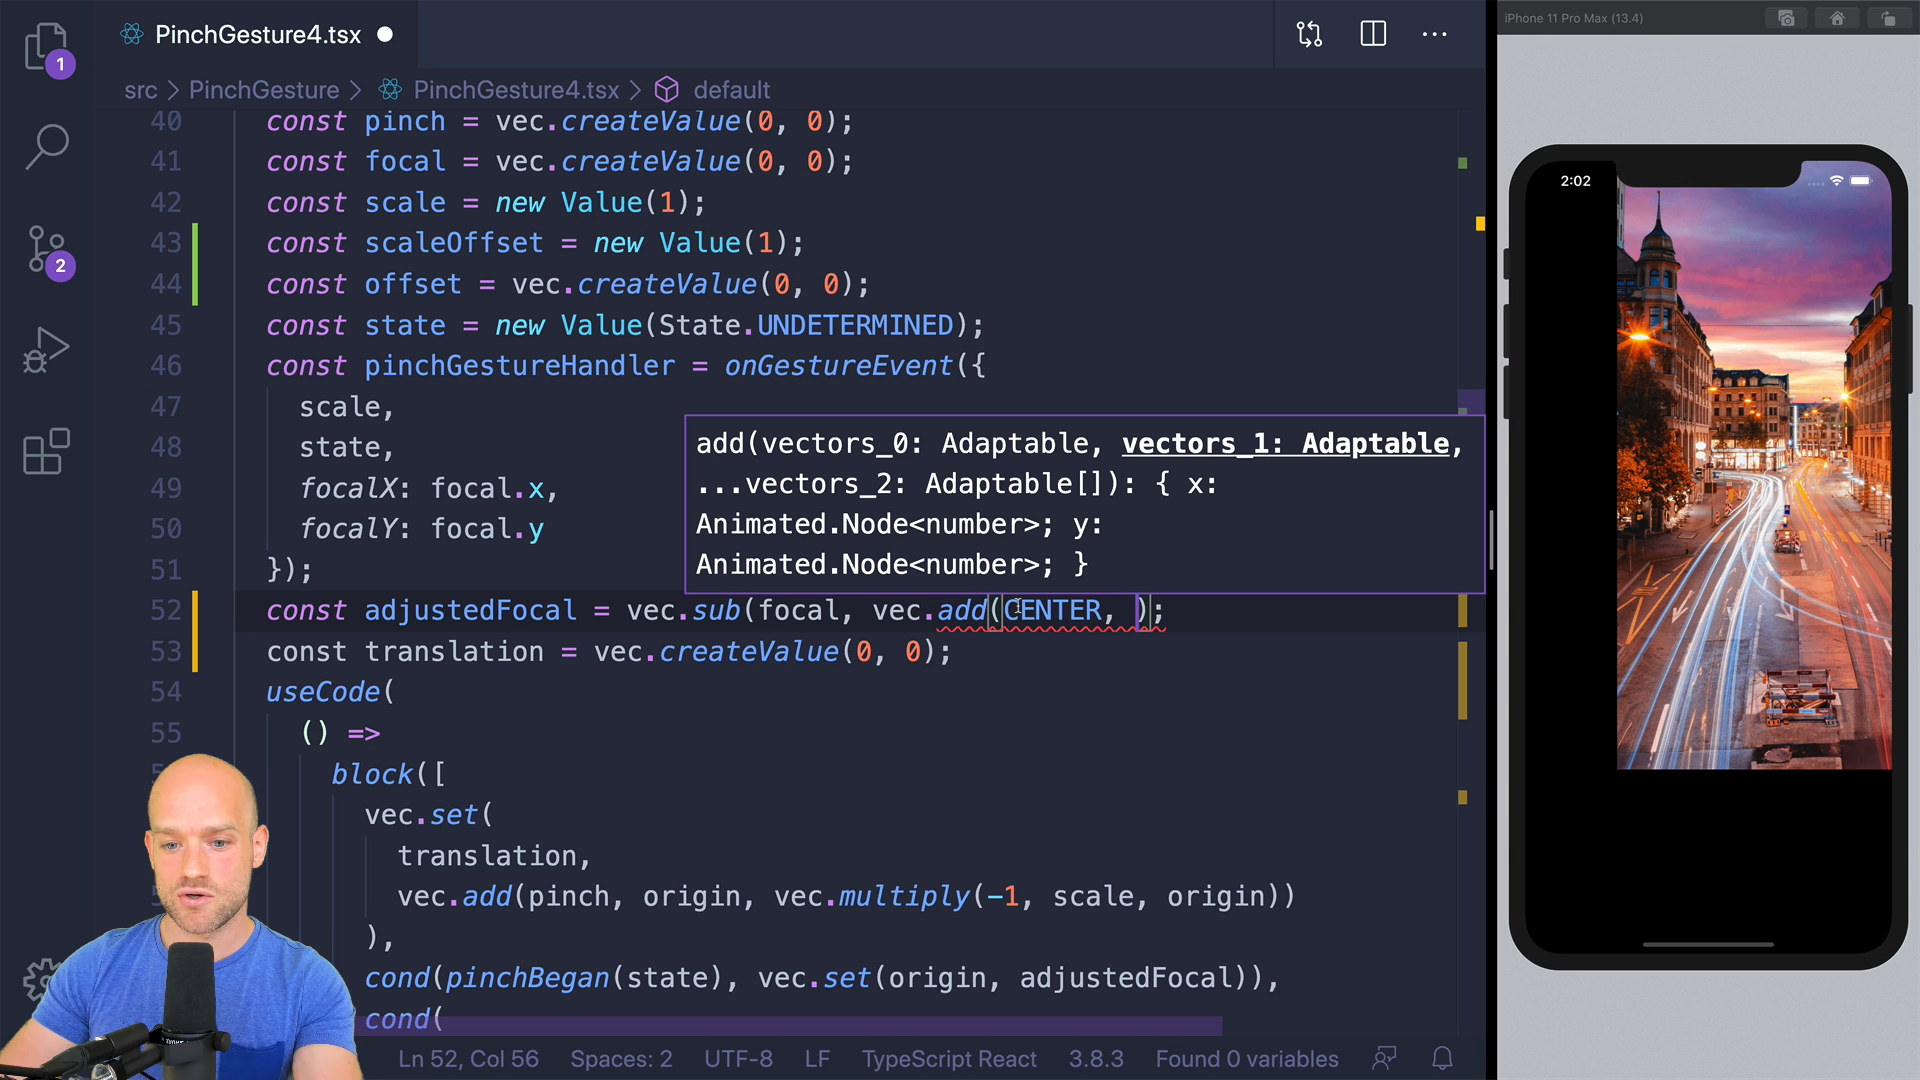 PinchGesture4.tsx
1
2
src > PinchGesture > PinchGesture4.tsx > default
40 const pinch = vec.createValue(0, 0);
41 const focal = vec.createValue(0, 0);
42 const scale = new Value(1);
43 const scaleOffset = new Value(1);
44 const offset = vec.createValue(0, 0);
45 const state = new Value(State.UNDETERMINED);
46 const pinchGestureHandler = onGestureEvent({
47 scale,
48 state,
49 focalX: focal.x,
50 focalY: focal.y
51 });
add(vectors_0: Adaptable, vectors_1: Adaptable,
...vectors_2: Adaptable[]): { x:
Animated.Node<number>; y:
Animated.Node<number>; }
52 const adjustedFocal = vec.sub(focal, vec.add(CENTER, );
53 const translation = vec.createValue(0, 0);
54 useCode(
55 () =>
block([
vec.set(
translation,
vec.add(pinch, origin, vec.multiply(-1, scale, origin))
),
cond(pinchBegan(state), vec.set(origin, adjustedFocal)),
cond(
Ln 52, Col 56 Spaces: 2 UTF-8 LF TypeScript React 3.8.3 Found 0 variables
iPhone 11 Pro Max (13.4)
2:02